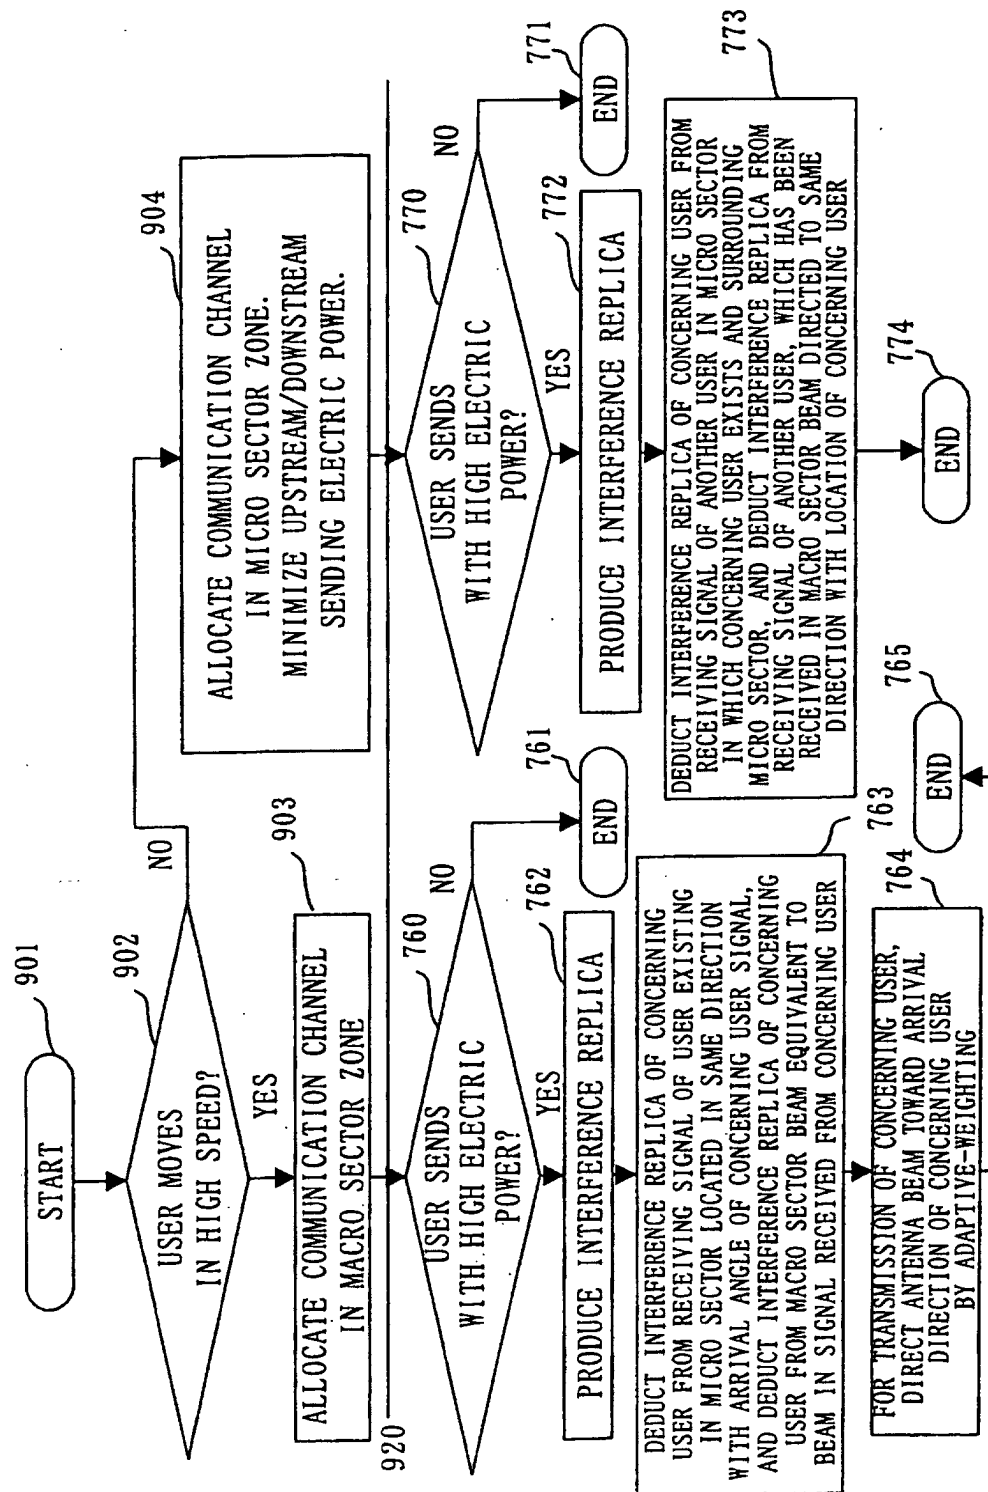 START
901
USER MOVES
IN HIGH SPEED?
902
NO
YES
ALLOCATE COMMUNICATION CHANNEL
IN MACRO SECTOR ZONE
903
ALLOCATE COMMUNICATION CHANNEL
IN MICRO SECTOR ZONE.
MINIMIZE UPSTREAM/DOWNSTREAM
SENDING ELECTRIC POWER.
904
920
USER SENDS
WITH HIGH ELECTRIC
POWER?
760
NO
YES
END
761
PRODUCE INTERFERENCE REPLICA
762
DEDUCT INTERFERENCE REPLICA OF CONCERNING
USER FROM RECEIVING SIGNAL OF USER EXISTING
IN MICRO SECTOR LOCATED IN SAME DIRECTION
WITH ARRIVAL ANGLE OF CONCERNING USER SIGNAL,
AND DEDUCT INTERFERENCE REPLICA OF CONCERNING
USER FROM MACRO SECTOR BEAM EQUIVALENT TO
BEAM IN SIGNAL RECEIVED FROM CONCERNING USER
763
FOR TRANSMISSION OF CONCERNING USER,
DIRECT ANTENNA BEAM TOWARD ARRIVAL
DIRECTION OF CONCERNING USER
BY ADAPTIVE-WEIGHTING
764
END
765
USER SENDS
WITH HIGH ELECTRIC
POWER?
770
NO
YES
END
771
PRODUCE INTERFERENCE REPLICA
772
DEDUCT INTERFERENCE REPLICA OF CONCERNING USER FROM
RECEIVING SIGNAL OF ANOTHER USER IN MICRO SECTOR
IN WHICH CONCERNING USER EXISTS AND SURROUNDING
MICRO SECTOR, AND DEDUCT INTERFERENCE REPLICA FROM
RECEIVING SIGNAL OF ANOTHER USER, WHICH HAS BEEN
RECEIVED IN MACRO SECTOR BEAM DIRECTED TO SAME
DIRECTION WITH LOCATION OF CONCERNING USER
773
END
774